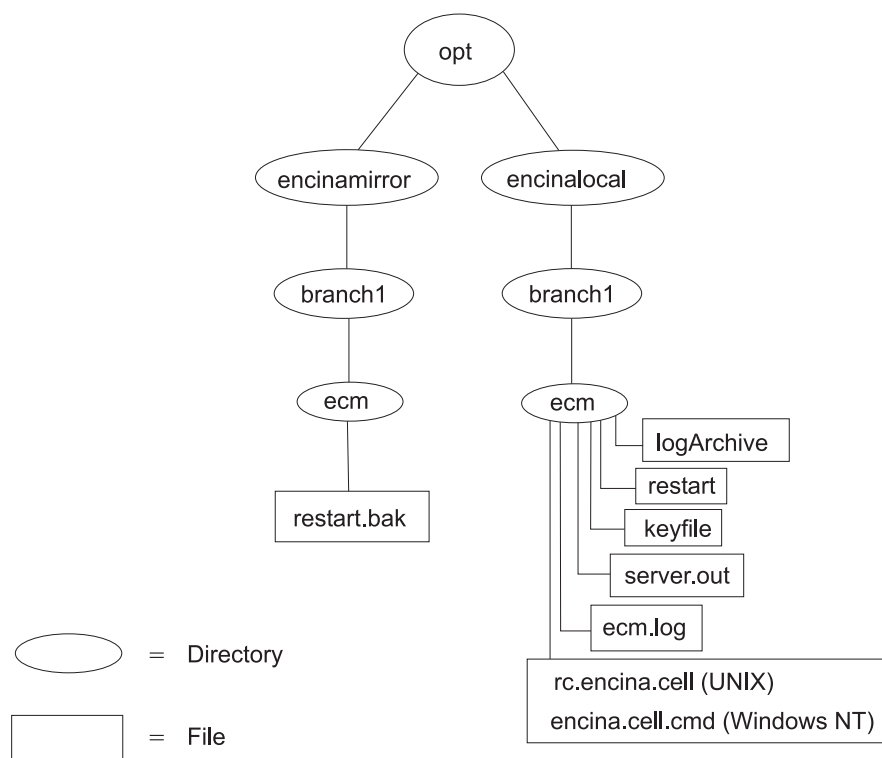 opt
encinamirror
encinalocal
branch1
branch1
ecm
ecm
logArchive
restart
restart.bak
keyfile
server.out
ecm.log
= Directory
rc.encina.cell (UNIX)
encina.cell.cmd (Windows NT)
= File